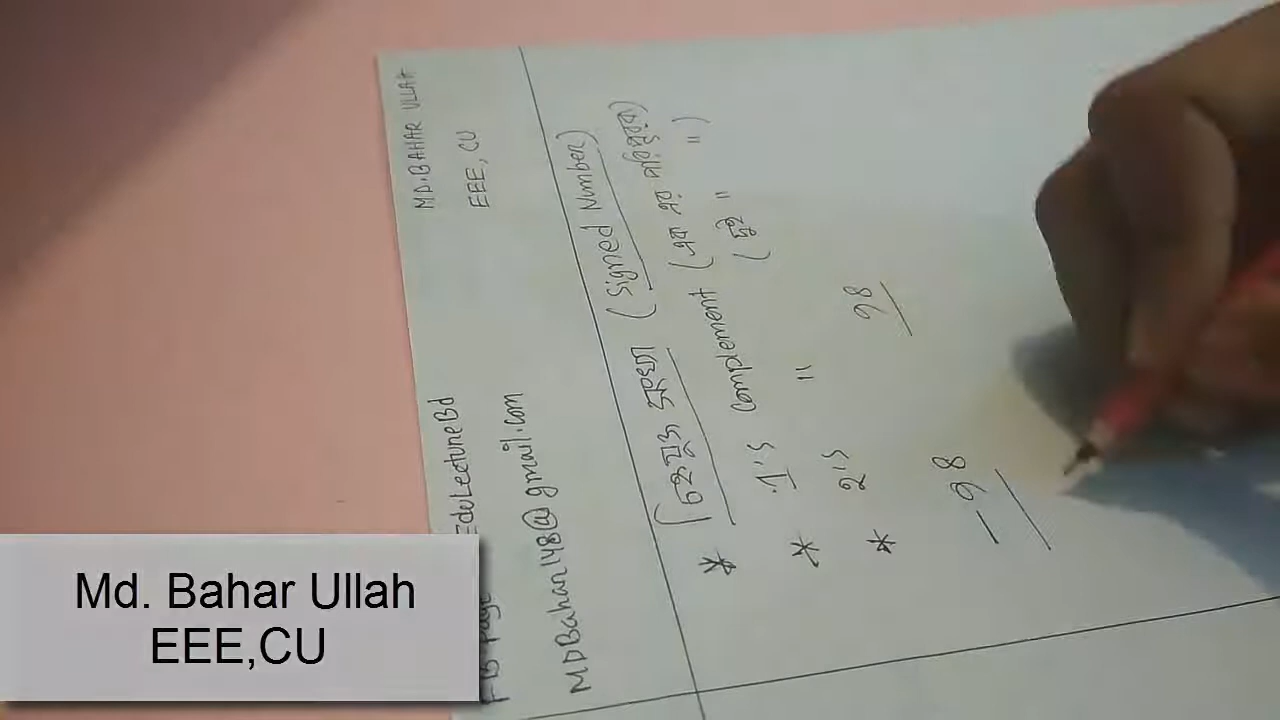 MD. BAHAR ULLAH
EEE, CU
EduLectureBd
FB page
MDBahar148@gmail.com
* চিহ্নযুক্ত সংখ্যা (Signed Number)
* 1's complement (এক এর পরিপূরক)
* 2's " (দুই " ")
98
-98
Md. Bahar Ullah
EEE,CU